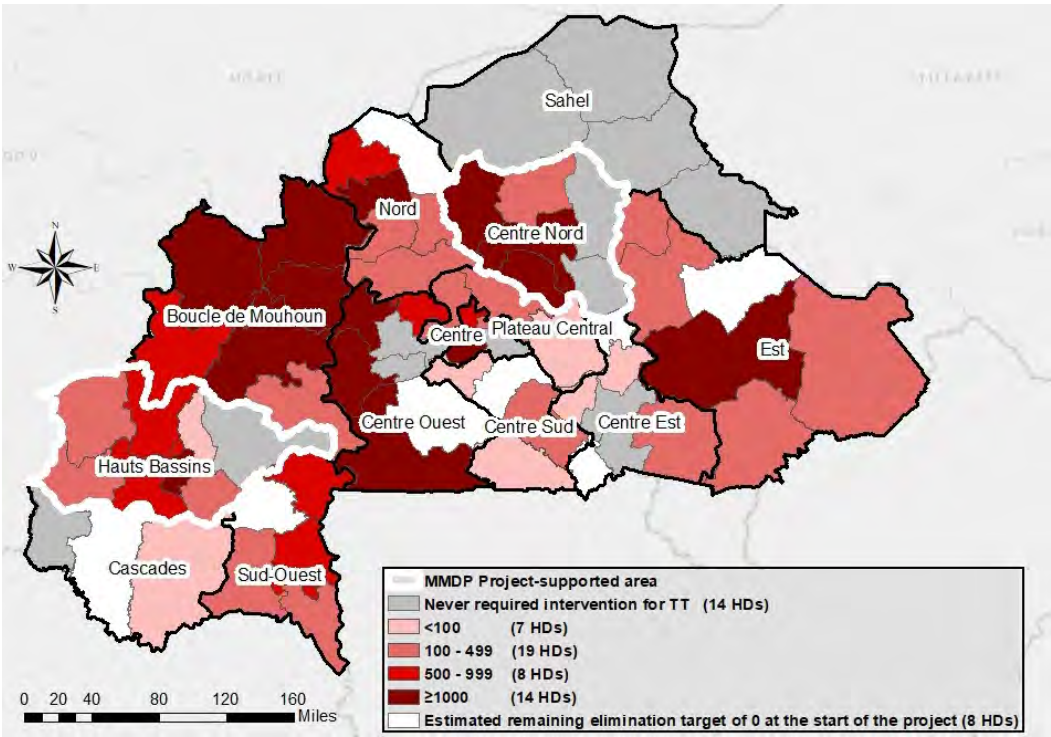 Sahel
Nord
Centre Nord
Boucle de Mouhoun
Centre
Plateau Central
Est
Centre Ouest
Centre Sud
Centre Est
Hauts Bassins
Cascades
Sud-Ouest
N
W
S
0 20 40 80 120 160
Miles
MMDP Project-supported area
Never required intervention for TT (14 HDs)
<100 (7 HDs)
100 - 499 (19 HDs)
500 - 999 (8 HDs)
≥1000 (14 HDs)
Estimated remaining elimination target of 0 at the start of the project (8 HDs)